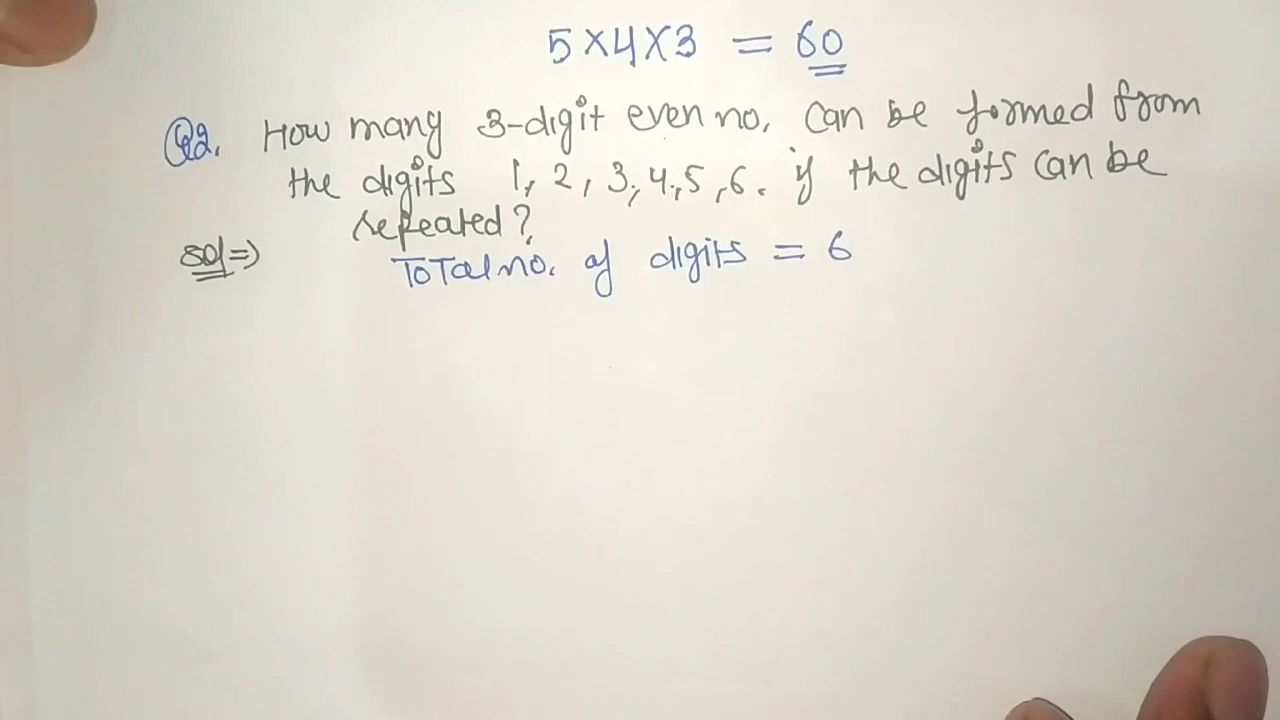 5×4×3 = 60
Q2. How many 3-digit even no. can be formed from
the digits 1, 2, 3, 4, 5, 6. if the digits can be
repeated?
Sol⇒ Total no. of digits = 6